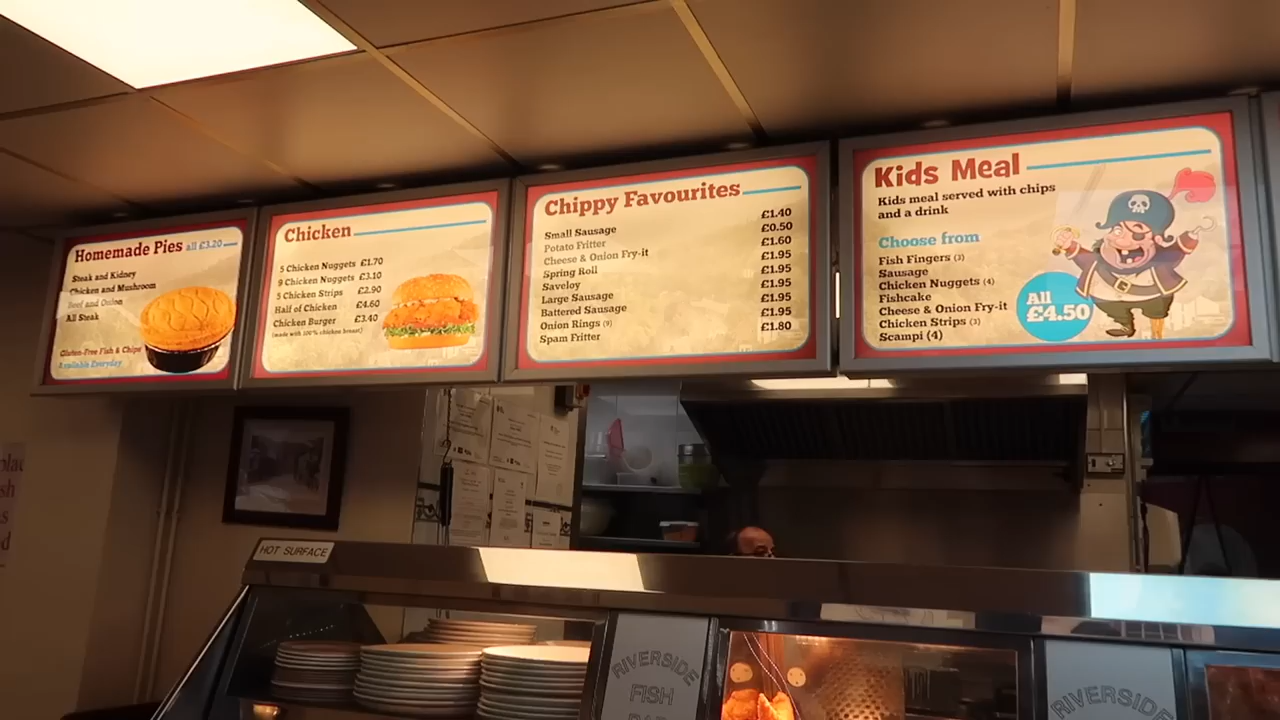 Homemade Pies all £3.20
Steak and Kidney
Chicken and Mushroom
Beef and Onion
All Steak
Gluten-Free Fish & Chips
Available Everyday
Chicken
5 Chicken Nuggets £1.70
9 Chicken Nuggets £3.10
5 Chicken Strips £2.90
Half of Chicken £4.60
Chicken Burger £3.40
(made with 100% chicken breast)
Chippy Favourites
Small Sausage £1.40
Potato Fritter £0.50
Cheese & Onion Fry-it £1.60
Spring Roll £1.95
Saveloy £1.95
Large Sausage £1.95
Battered Sausage £1.95
Onion Rings (9) £1.95
Spam Fritter £1.80
Kids Meal
Kids meal served with chips
and a drink
Choose from
Fish Fingers (3)
Sausage
Chicken Nuggets (4)
Fishcake
Cheese & Onion Fry-it
Chicken Strips (3)
Scampi (4)
All
£4.50
HOT SURFACE
RIVERSIDE
FISH
BAR
RIVERSIDE